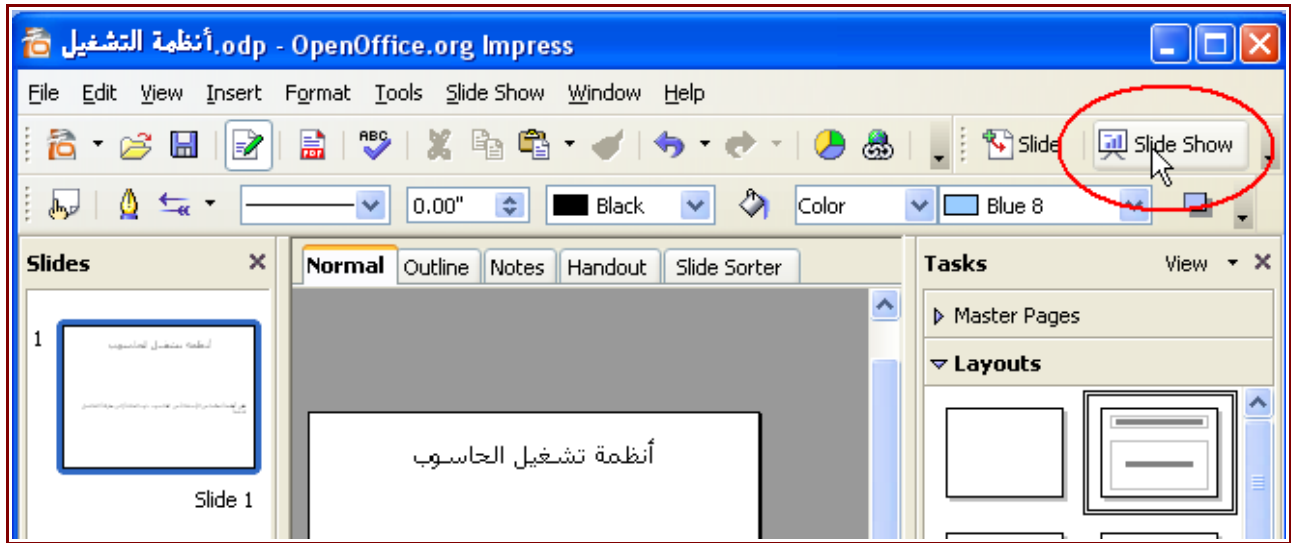 أنظمة التشغيل.odp - OpenOffice.org Impress
File Edit View Insert Format Tools Slide Show Window Help
PDF ABC Slide Slide Show
0.00" Black Color Blue 8
Slides
Normal Outline Notes Handout Slide Sorter
Tasks View
Master Pages
Layouts
1
أنظمة تشغيل الحاسوب
Slide 1
أنظمة تشغيل الحاسوب